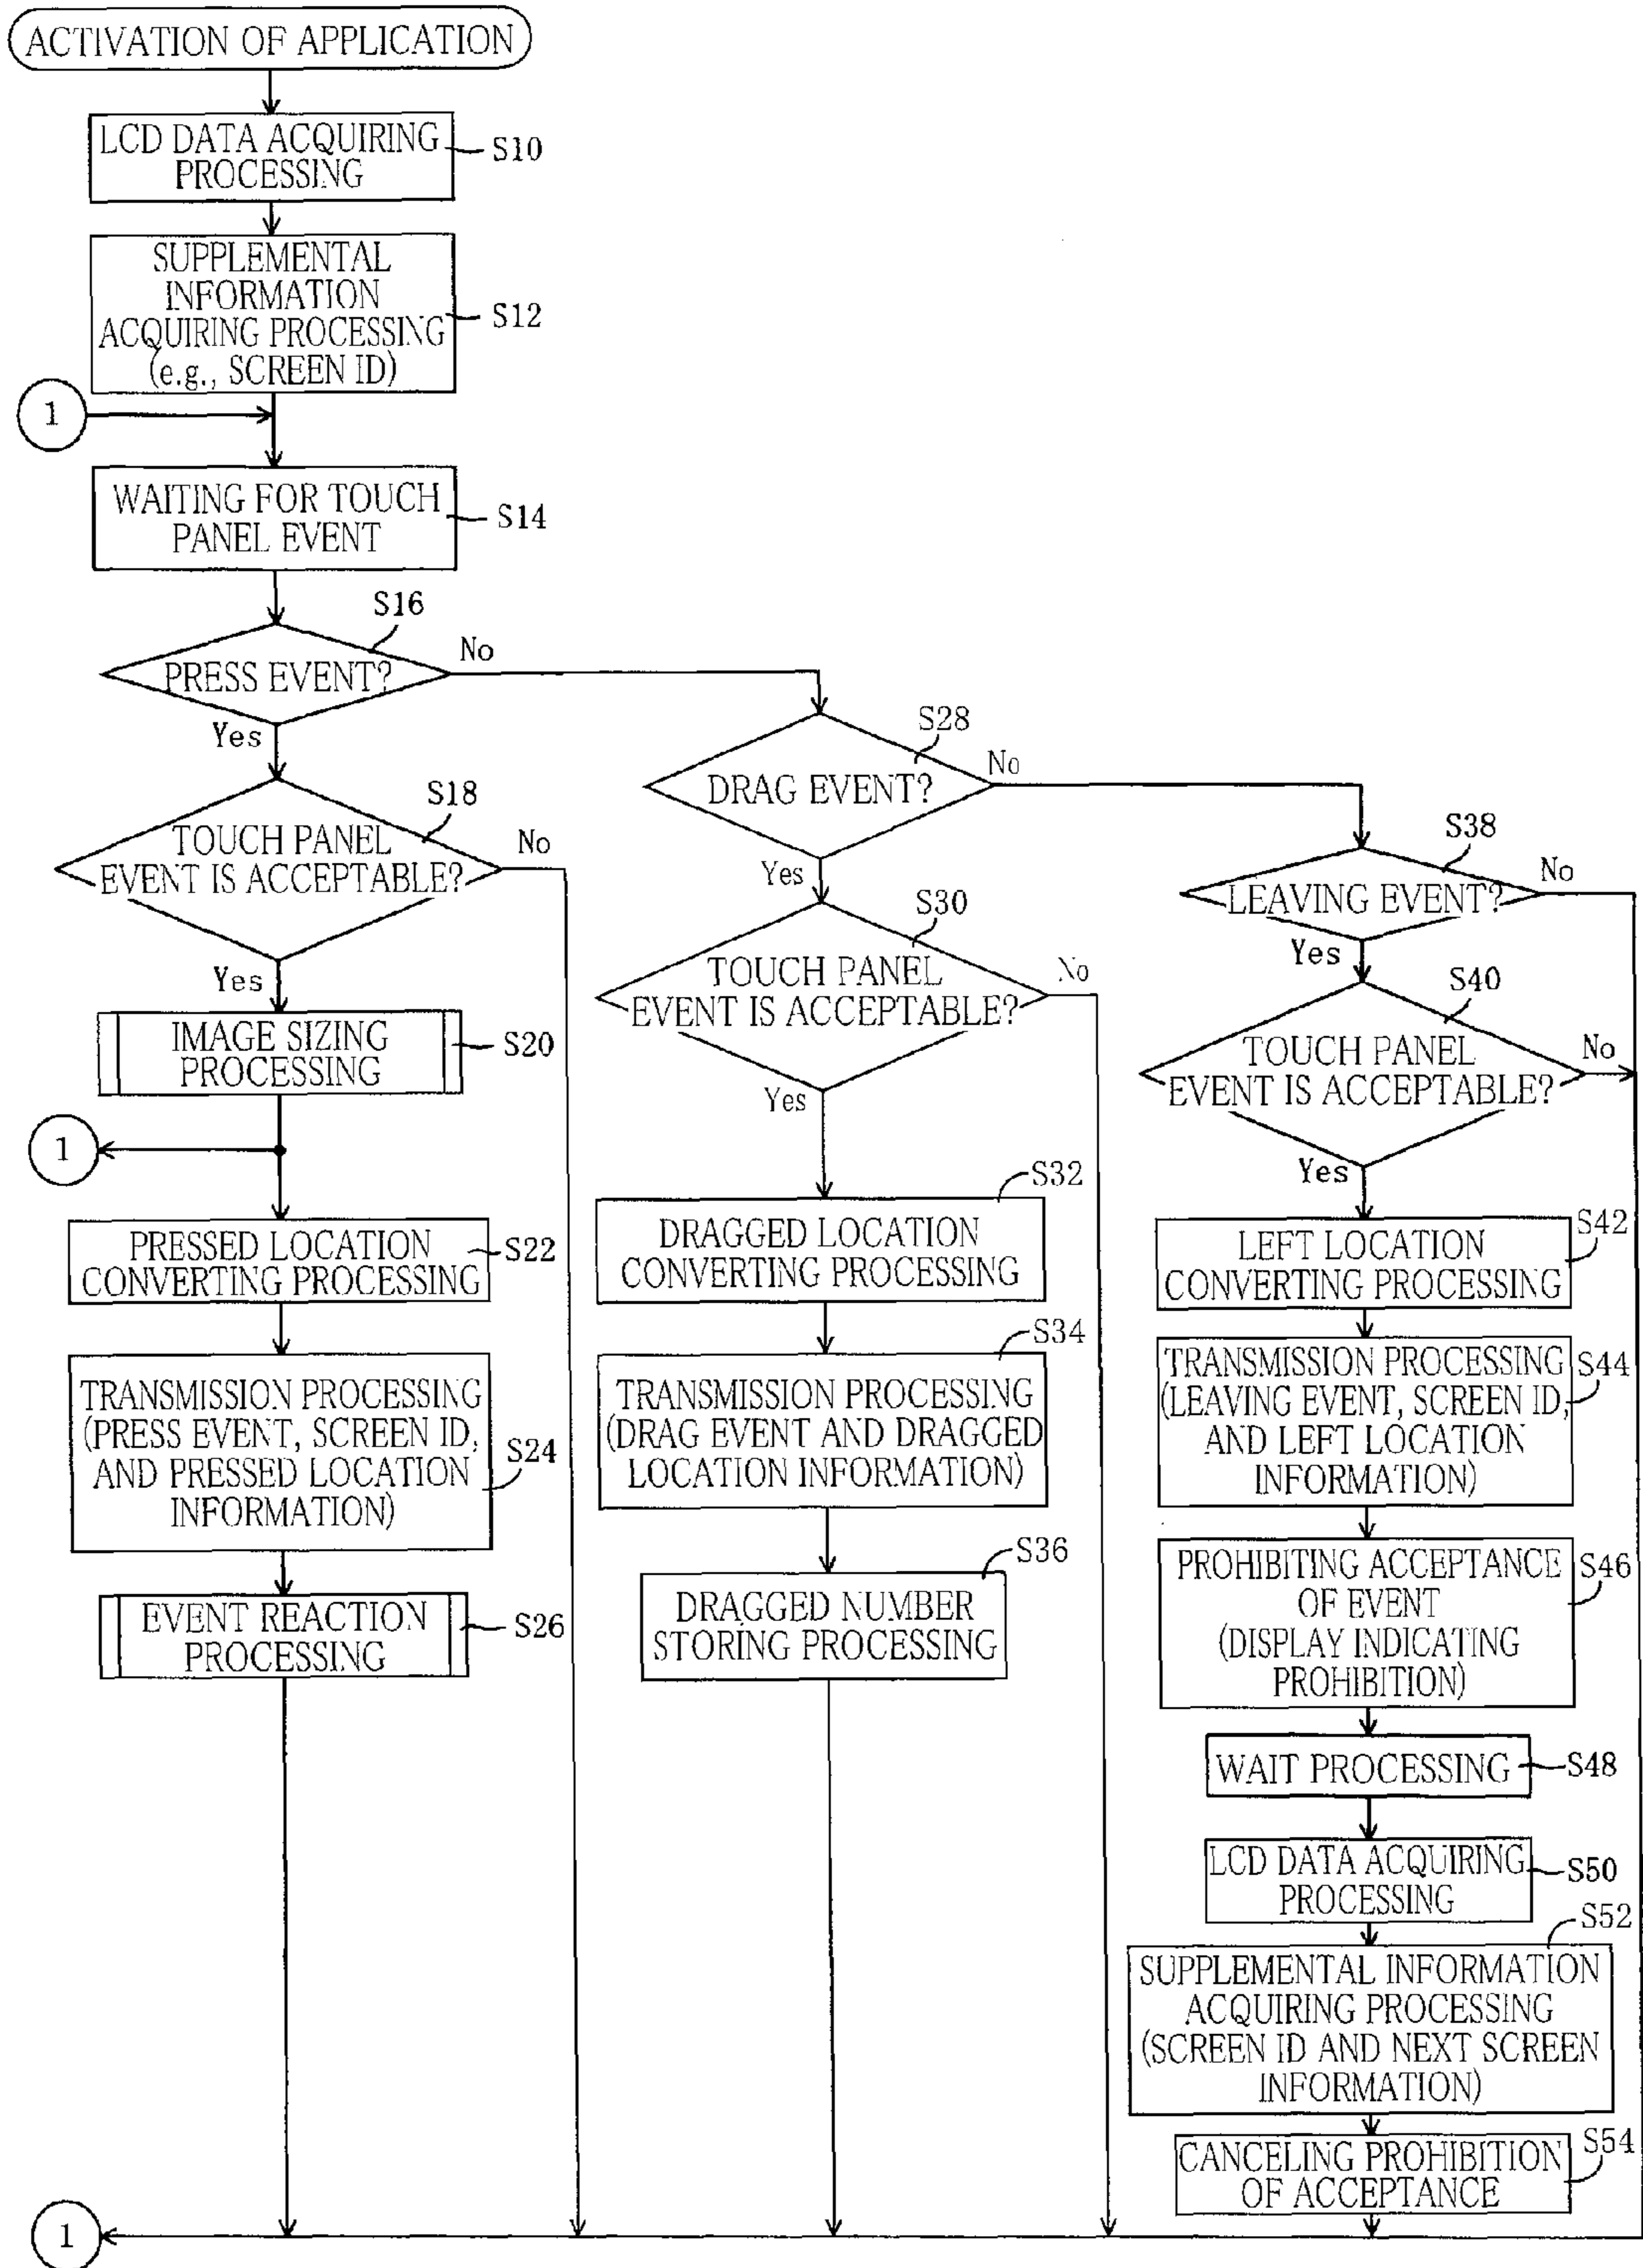 ACTIVATION OF APPLICATION
LCD DATA ACQUIRING
PROCESSING
S10
SUPPLEMENTAL
INFORMATION
ACQUIRING PROCESSING
(e.g., SCREEN ID)
S12
1
WAITING FOR TOUCH
PANEL EVENT
S14
S16
PRESS EVENT?
No
Yes
S18
TOUCH PANEL
EVENT IS ACCEPTABLE?
No
Yes
IMAGE SIZING
PROCESSING
S20
1
PRESSED LOCATION
CONVERTING PROCESSING
S22
TRANSMISSION PROCESSING
(PRESS EVENT, SCREEN ID,
AND PRESSED LOCATION
INFORMATION)
S24
EVENT REACTION
PROCESSING
S26
S28
DRAG EVENT?
No
Yes
S30
TOUCH PANEL
EVENT IS ACCEPTABLE?
No
Yes
S32
DRAGGED LOCATION
CONVERTING PROCESSING
S34
TRANSMISSION PROCESSING
(DRAG EVENT AND DRAGGED
LOCATION INFORMATION)
S36
DRAGGED NUMBER
STORING PROCESSING
S38
LEAVING EVENT?
No
Yes
S40
TOUCH PANEL
EVENT IS ACCEPTABLE?
No
Yes
S42
LEFT LOCATION
CONVERTING PROCESSING
TRANSMISSION PROCESSING
(LEAVING EVENT, SCREEN ID,
AND LEFT LOCATION
INFORMATION)
S44
PROHIBITING ACCEPTANCE
OF EVENT
(DISPLAY INDICATING
PROHIBITION)
S46
WAIT PROCESSING
S48
LCD DATA ACQUIRING
PROCESSING
S50
S52
SUPPLEMENTAL INFORMATION
ACQUIRING PROCESSING
(SCREEN ID AND NEXT SCREEN
INFORMATION)
S54
CANCELING PROHIBITION
OF ACCEPTANCE
1